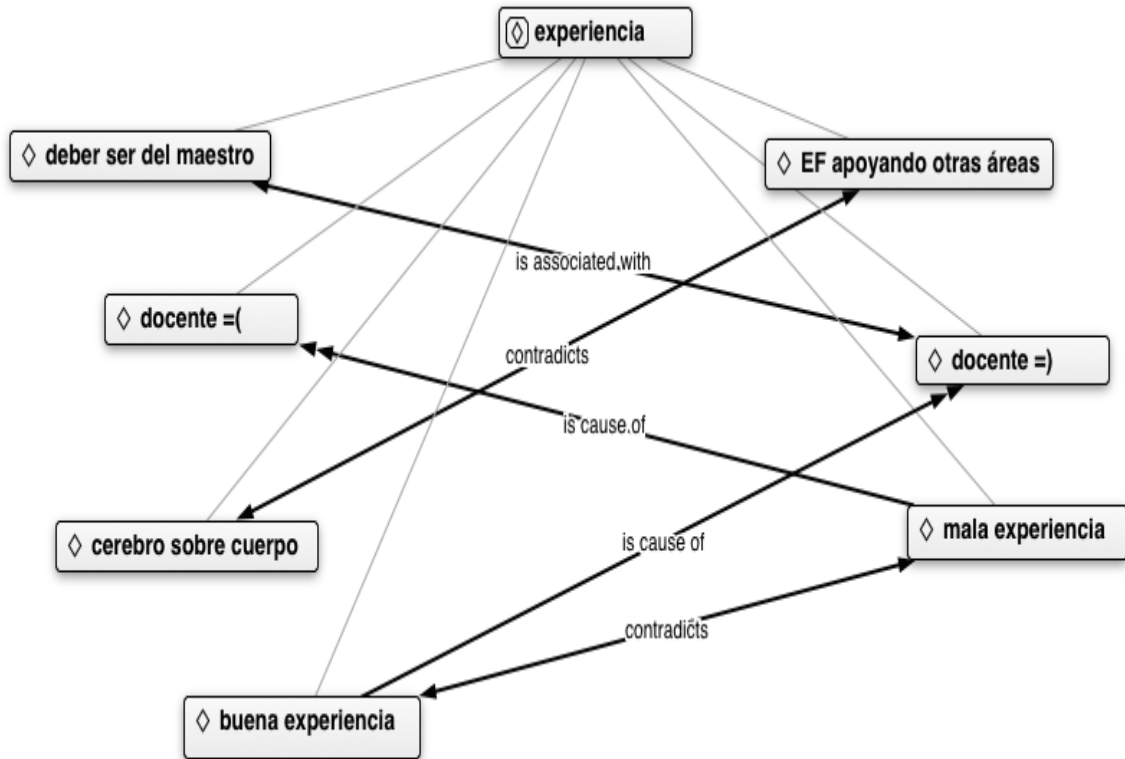 experiencia
deber ser del maestro
EF apoyando otras áreas
is associated with
docente =(
contradicts
docente =)
is cause of
cerebro sobre cuerpo
mala experiencia
is cause of
contradicts
buena experiencia